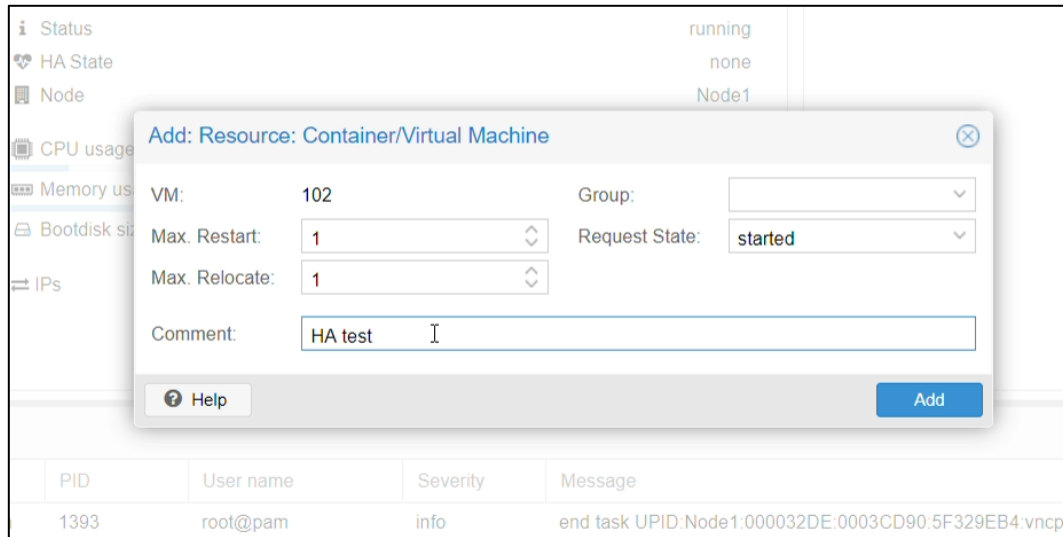 Status running
HA State none
Node Node1
Add: Resource: Container/Virtual Machine
CPU usage
VM: 102 Group:
Memory us
Max. Restart: 1 Request State: started
Bootdisk si
Max. Relocate: 1
IPs
Comment: HA test
Help Add
PID User name Severity Message
1393 root@pam info end task UPID:Node1:000032DE:0003CD90:5F329EB4:vncp